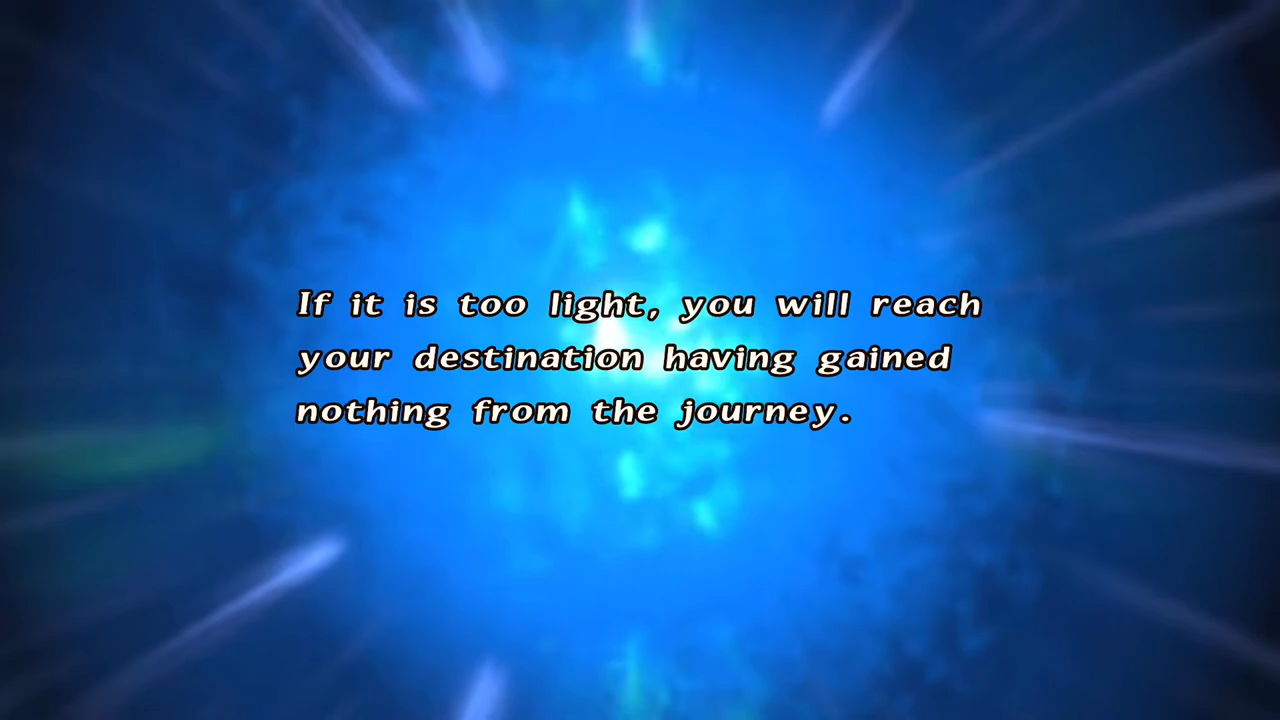 If it is too light, you will reach
your destination having gained
nothing from the journey.